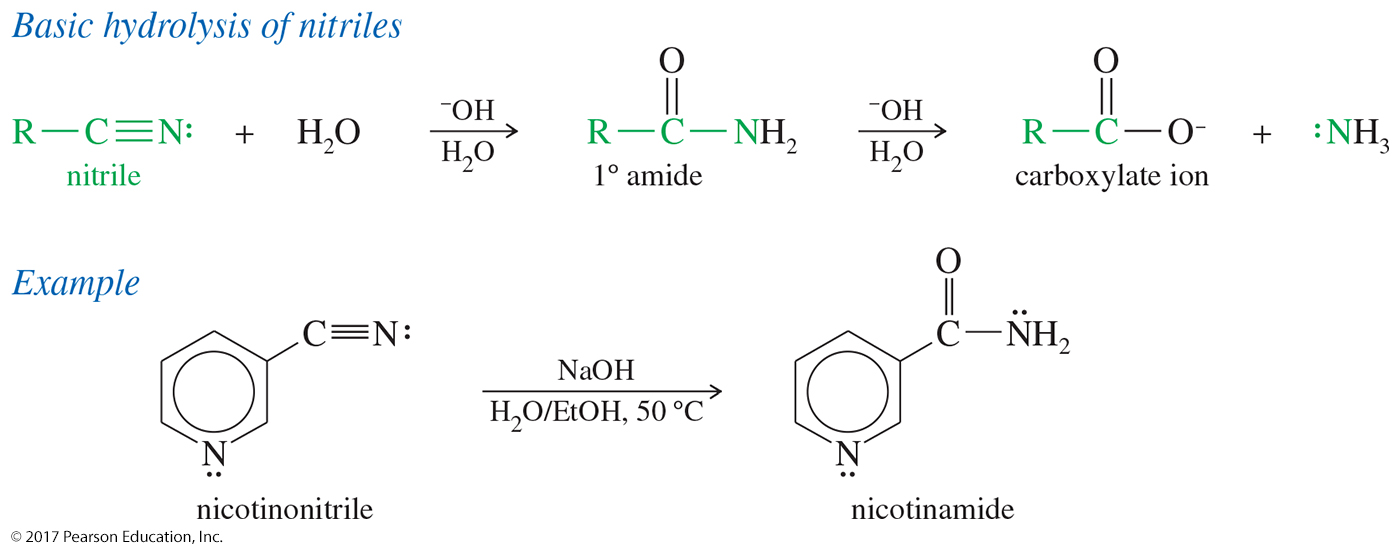 Basic hydrolysis of nitriles
R—C≡N: + H₂O ⁻OH H₂O R—C—NH₂ O ⁻OH H₂O R—C—O⁻ O + :NH₃
nitrile 1° amide carboxylate ion
Example
C≡N: NaOH O C—N̈H₂
H₂O/EtOH, 50 °C
N̤ N̤
nicotinonitrile nicotinamide
© 2017 Pearson Education, Inc.